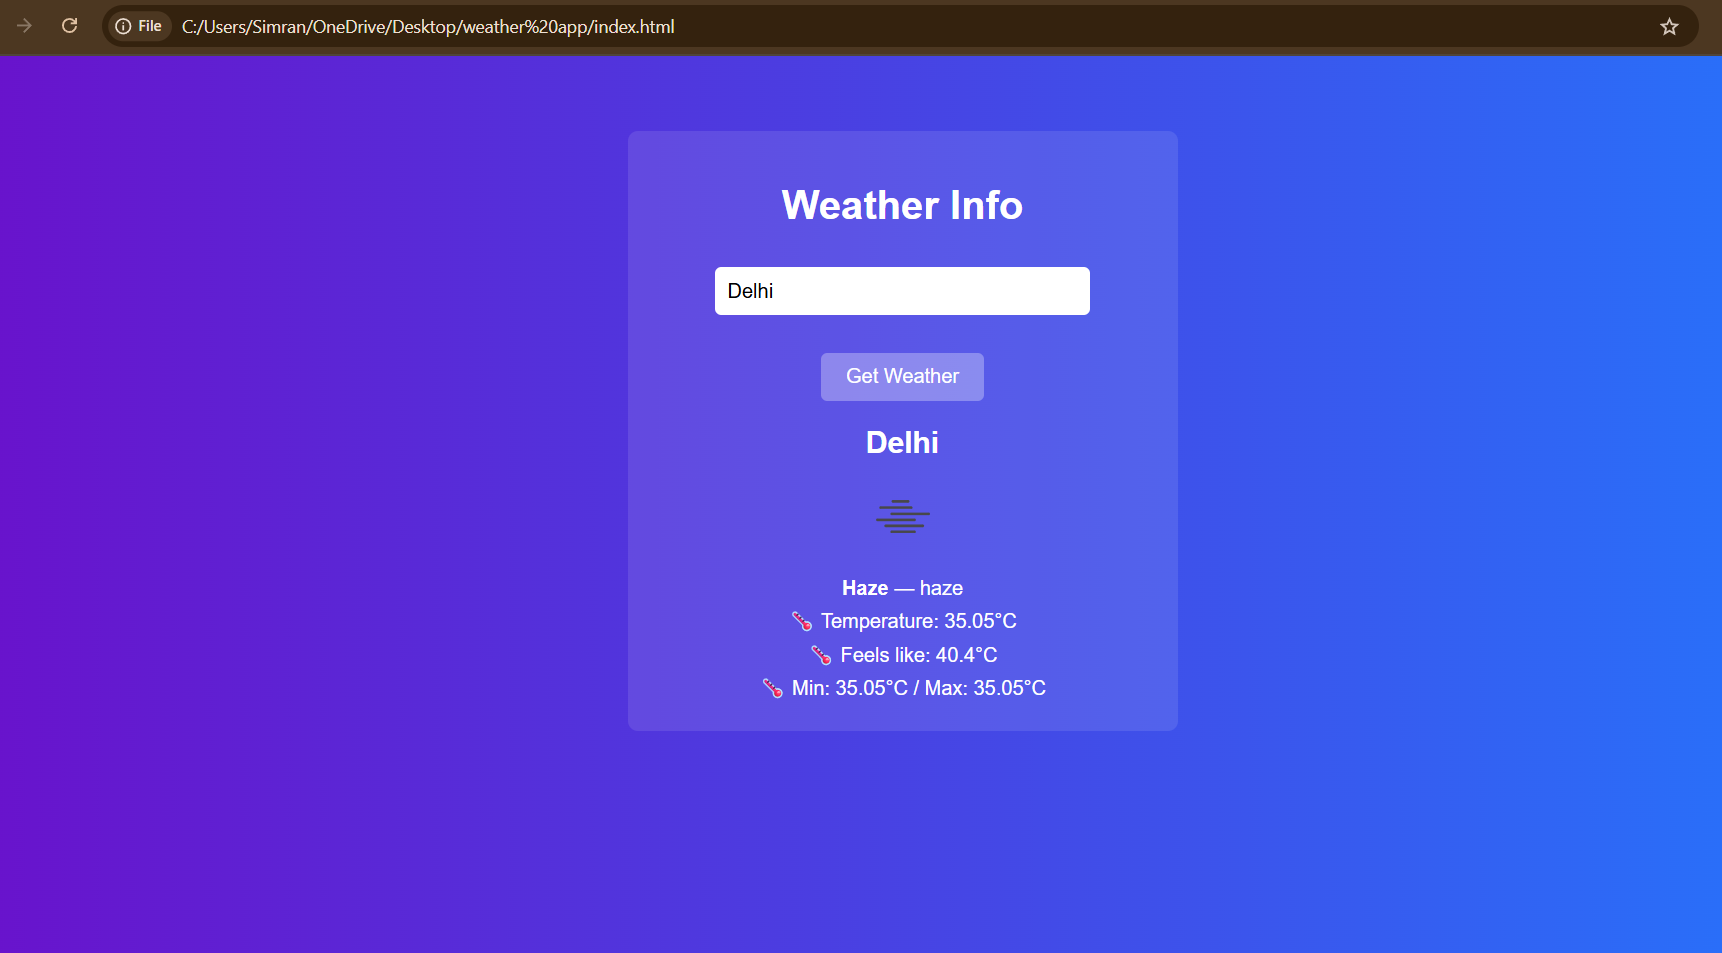 File C:/Users/Simran/OneDrive/Desktop/weather%20app/index.html
Weather Info
Delhi
Get Weather
Delhi
Haze — haze
🌡️ Temperature: 35.05°C
🌡️ Feels like: 40.4°C
🌡️ Min: 35.05°C / Max: 35.05°C